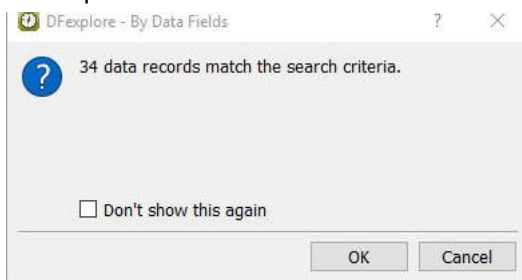 DFexplore - By Data Fields ?
34 data records match the search criteria.
Don't show this again
OK Cancel